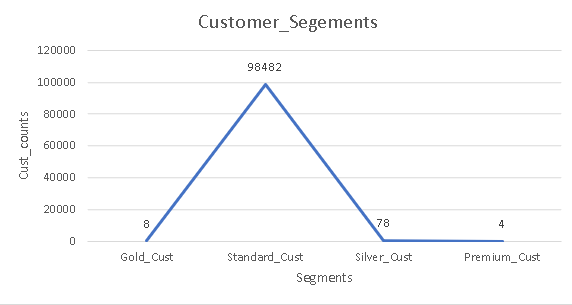 Customer_Segements
120000
100000
80000
60000
40000
20000
0
Cust_counts
8
98482
78
4
Gold_Cust
Standard_Cust
Silver_Cust
Premium_Cust
Segments